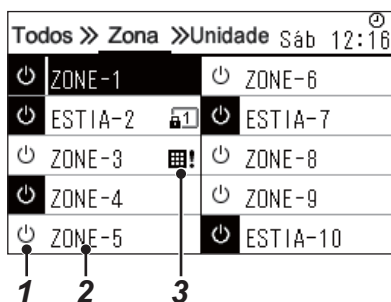 Todos » Zona » Unidade Sáb 12:16
ZONE-1 ZONE-6
ESTIA-2 1 ESTIA-7
ZONE-3 ! ZONE-8
ZONE-4 ZONE-9
ZONE-5 ESTIA-10
1 2 3